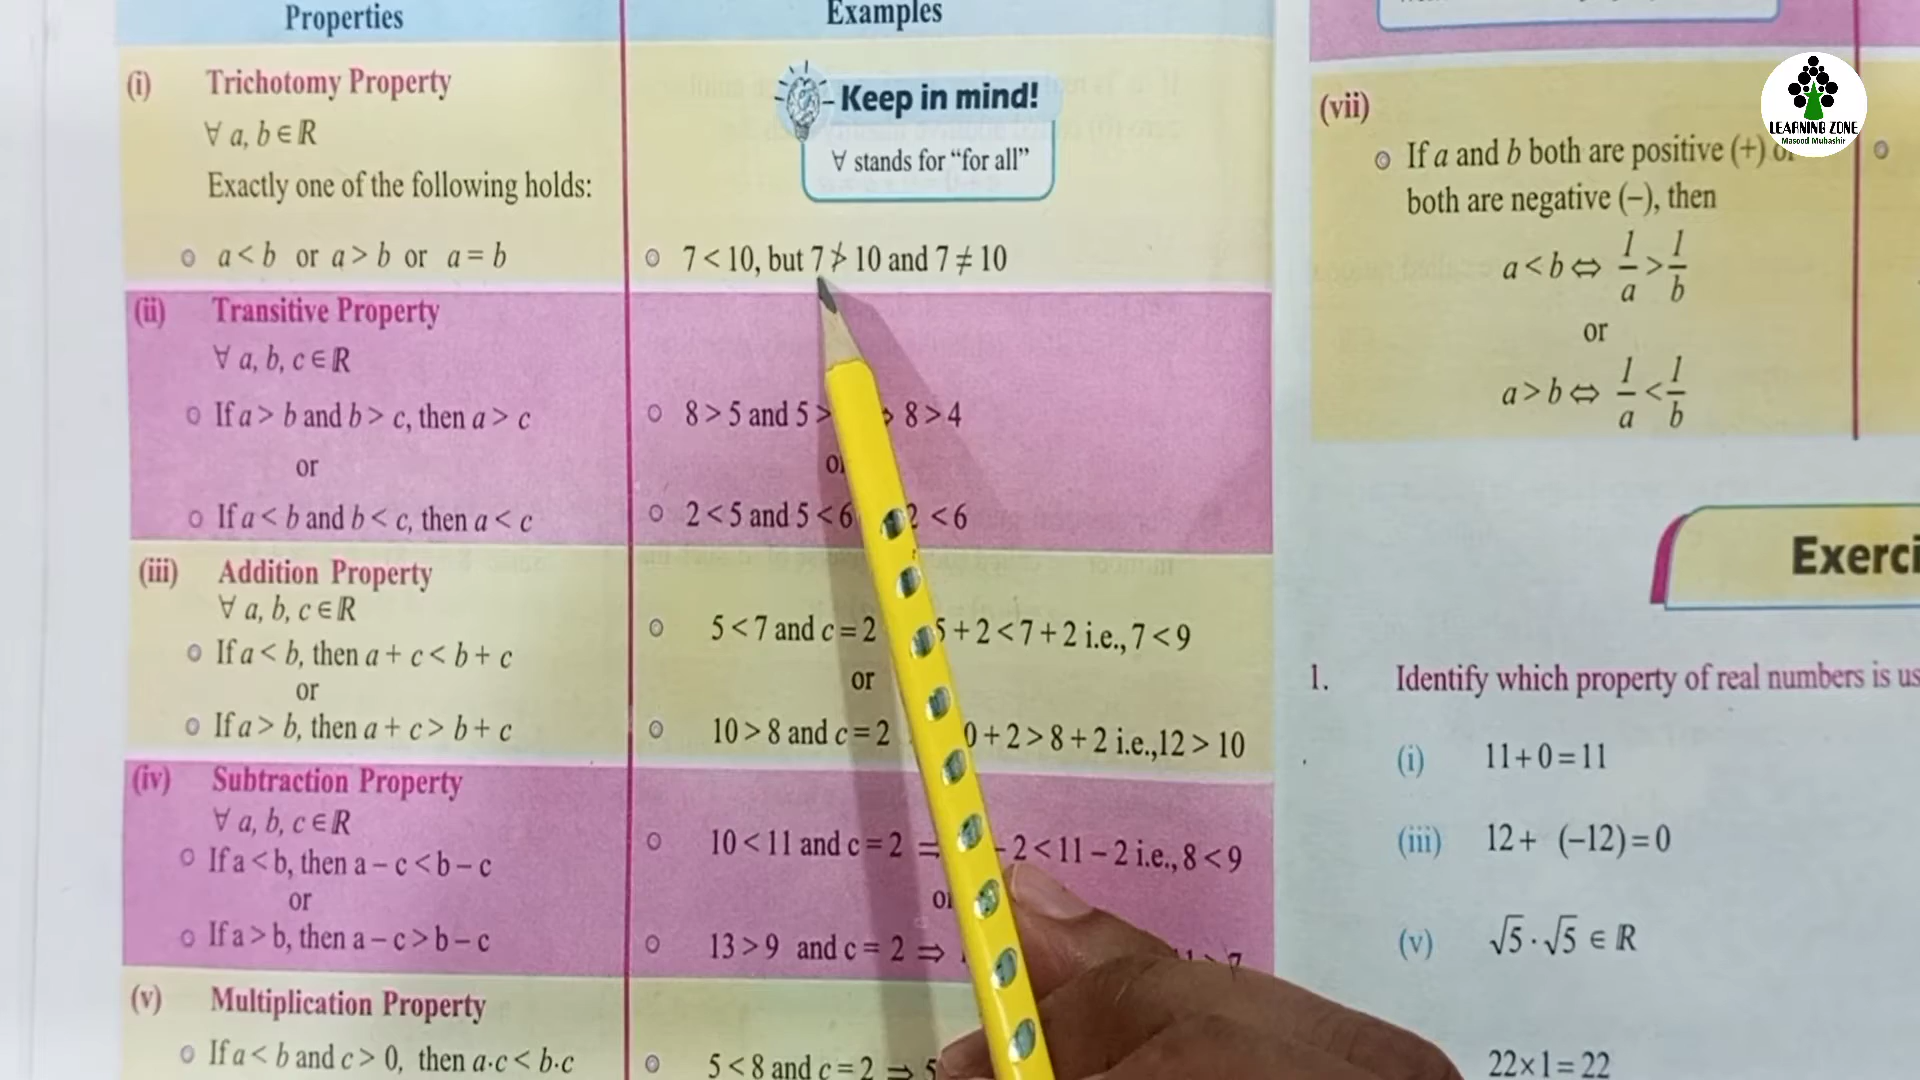 Properties
Examples
(i) Trichotomy Property
∀ a, b ∈ ℝ
Exactly one of the following holds:
a < b or a > b or a = b
Keep in mind!
∀ stands for “for all”
7 < 10, but 7 ≯ 10 and 7 ≠ 10
(ii) Transitive Property
∀ a, b, c ∈ ℝ
If a > b and b > c, then a > c
or
If a < b and b < c, then a < c
8 > 5 and 5 > 8 > 4
2 < 5 and 5 < 6 2 < 6
(iii) Addition Property
∀ a, b, c ∈ ℝ
If a < b, then a + c < b + c
or
If a > b, then a + c > b + c
5 < 7 and c = 2 5 + 2 < 7 + 2 i.e., 7 < 9
or
10 > 8 and c = 2 0 + 2 > 8 + 2 i.e., 12 > 10
(iv) Subtraction Property
∀ a, b, c ∈ ℝ
If a < b, then a – c < b – c
or
If a > b, then a – c > b – c
10 < 11 and c = 2 – 2 < 11 – 2 i.e., 8 < 9
13 > 9 and c = 2 ⇒
(v) Multiplication Property
If a < b and c > 0, then a·c < b·c
5 < 8 and c = 2 ⇒ 5
(vii)
If a and b both are positive (+) or
both are negative (–), then
a < b ⇔ 1/a > 1/b
or
a > b ⇔ 1/a < 1/b
LEARNING ZONE
Masood Mubashir
Exerci
1. Identify which property of real numbers is us
(i) 11 + 0 = 11
(iii) 12 + (–12) = 0
(v) √5 · √5 ∈ ℝ
22 × 1 = 22